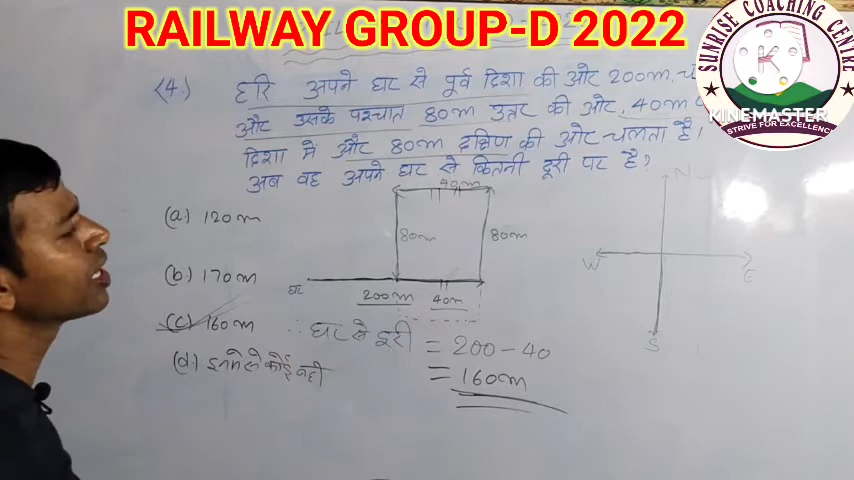 RAILWAY GROUP-D 2022
SUNRISE COACHING CENTRE
KINEMASTER
STRIVE FOR EXCELLENCE
(4.) हरि अपने घर से पूर्व दिशा की ओर 200m. च
और उसके पश्चात 80m उत्तर की ओर, 40m
दिशा में और 80m दक्षिण की ओर चलता है।
अब वह अपने घर से कितनी दूरी पर है?
(a.) 120m
(b.) 170m
(c) 160m
(d.) इनमें से कोई नहीं
40m
80m
80m
घर
200m
40m
N
W
E
S
∴ घर से दूरी = 200 - 40
= 160m